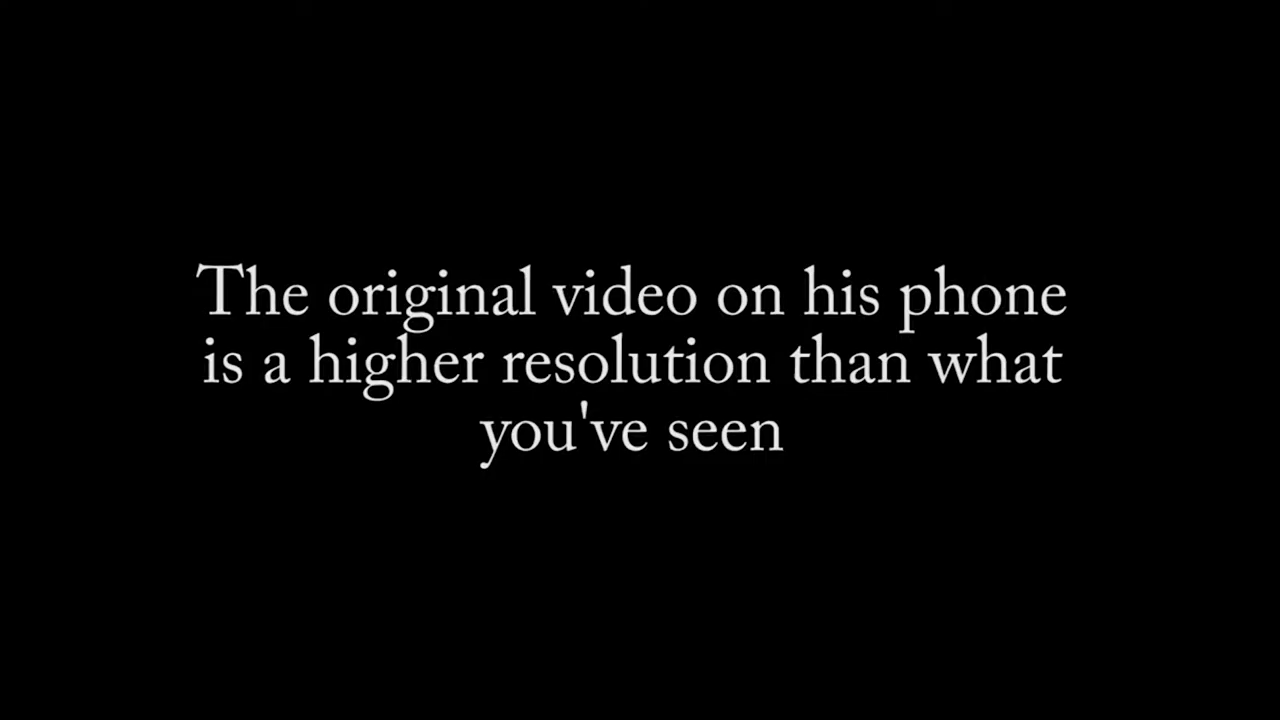 The original video on his phone
is a higher resolution than what
you've seen